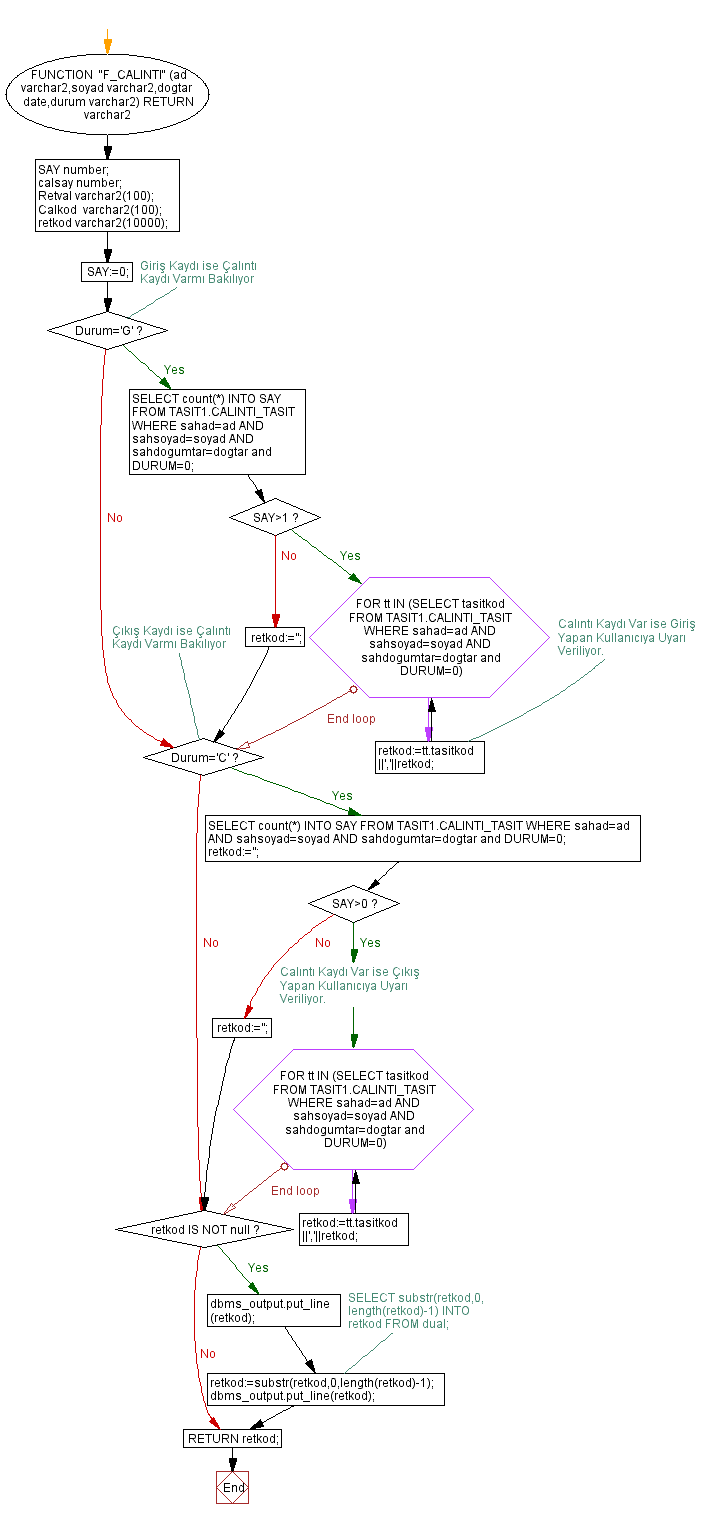 FUNCTION "F_CALINTI" (ad
varchar2,soyad varchar2,dogtar
date,durum varchar2) RETURN
varchar2
SAY number;
calsay number;
Retval varchar2(100);
Calkod varchar2(100);
retkod varchar2(10000);
SAY:=0;
Giriş Kaydı ise Çalıntı
Kaydı Varmı Bakılıyor
Durum='G' ?
Yes
SELECT count(*) INTO SAY
FROM TASIT1.CALINTI_TASIT
WHERE sahad=ad AND
sahsoyad=soyad AND
sahdogumtar=dogtar and
DURUM=0;
No
SAY>1 ?
No
Yes
FOR tt IN (SELECT tasitkod
FROM TASIT1.CALINTI_TASIT
WHERE sahad=ad AND
sahsoyad=soyad AND
sahdogumtar=dogtar and
DURUM=0)
Calıntı Kaydı Var ise Giriş
Yapan Kullanıcıya Uyarı
Veriliyor.
Çıkış Kaydı ise Çalıntı
Kaydı Varmı Bakılıyor
retkod:='';
End loop
retkod:=tt.tasitkod
||','||retkod;
Durum='C' ?
Yes
SELECT count(*) INTO SAY FROM TASIT1.CALINTI_TASIT WHERE sahad=ad
AND sahsoyad=soyad AND sahdogumtar=dogtar and DURUM=0;
retkod:='';
SAY>0 ?
No
No
Yes
Calıntı Kaydı Var ise Çıkış
Yapan Kullanıcıya Uyarı
Veriliyor.
retkod:='';
FOR tt IN (SELECT tasitkod
FROM TASIT1.CALINTI_TASIT
WHERE sahad=ad AND
sahsoyad=soyad AND
sahdogumtar=dogtar and
DURUM=0)
End loop
retkod:=tt.tasitkod
||','||retkod;
retkod IS NOT null ?
Yes
dbms_output.put_line
(retkod);
SELECT substr(retkod,0,
length(retkod)-1) INTO
retkod FROM dual;
No
retkod:=substr(retkod,0,length(retkod)-1);
dbms_output.put_line(retkod);
RETURN retkod;
End